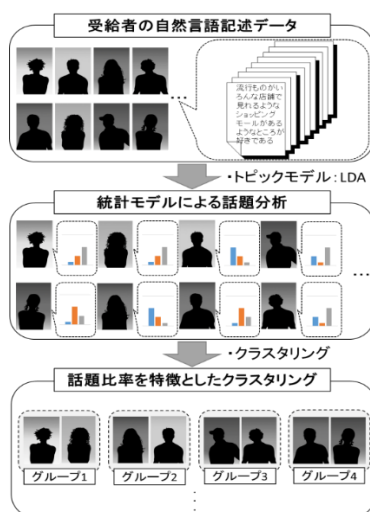 受給者の自然言語記述データ
流行ものがい
ろんな店舗で
見れるような
ショッピング
モールがある
ようなところが
好きである
…
・トピックモデル：LDA
統計モデルによる話題分析
…
・クラスタリング
話題比率を特徴としたクラスタリング
グループ1
グループ2
グループ3
グループ4